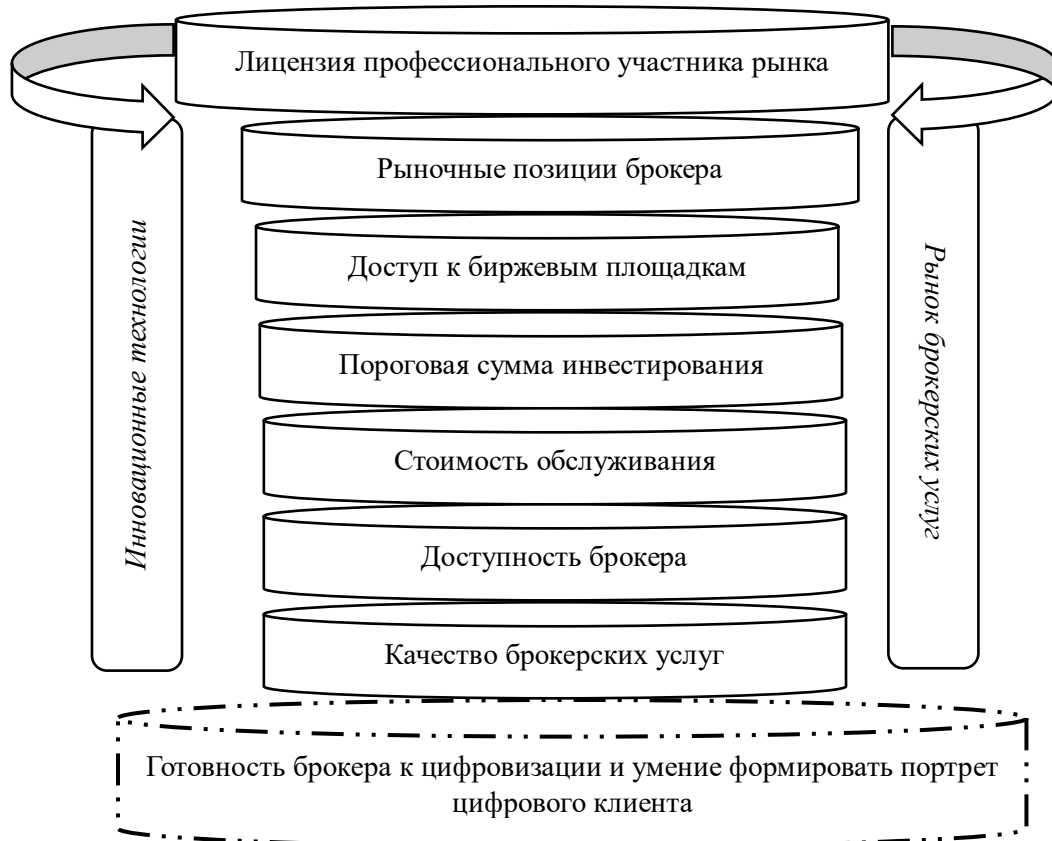 Лицензия профессионального участника рынка
Рыночные позиции брокера
Доступ к биржевым площадкам
Пороговая сумма инвестирования
Стоимость обслуживания
Доступность брокера
Качество брокерских услуг
Готовность брокера к цифровизации и умение формировать портрет
цифрового клиента
Инновационные технологии
Рынок брокерских услуг